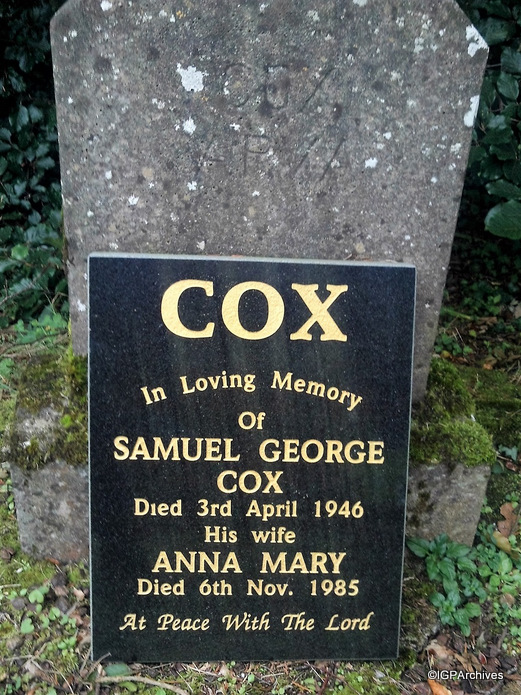 COX
In Loving Memory
Of
SAMUEL GEORGE
COX
Died 3rd April 1946
His wife
ANNA MARY
Died 6th Nov. 1985
At Peace With The Lord
©IGPArchives